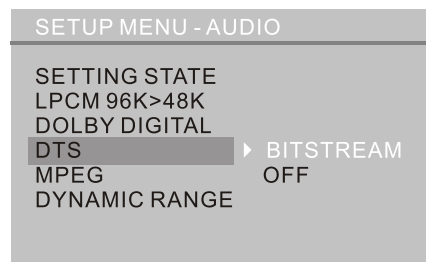 SETUP MENU - AUDIO
SETTING STATE
LPCM 96K>48K
DOLBY DIGITAL
DTS BITSTREAM
MPEG OFF
DYNAMIC RANGE